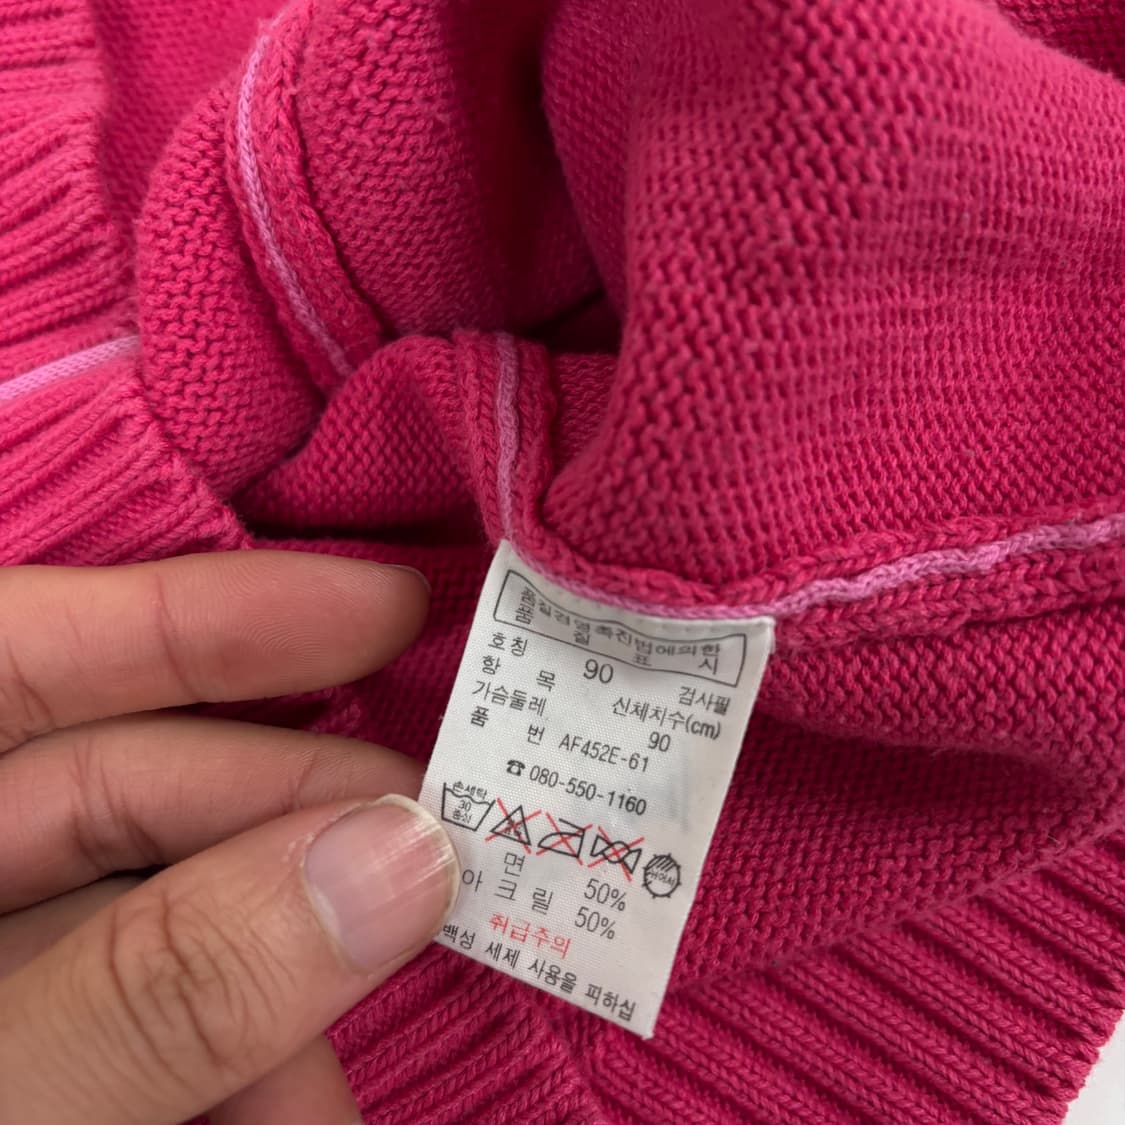 품질경영촉진법에의한
품질 표시
호칭 90 검사필
항목 신체치수(cm)
가슴둘레 90
품번 AF452E-61
☎ 080-550-1160
손세탁 30 중성
뉘어서
면 50%
아크릴 50%
취급주의
백성 세제 사용을 피하십